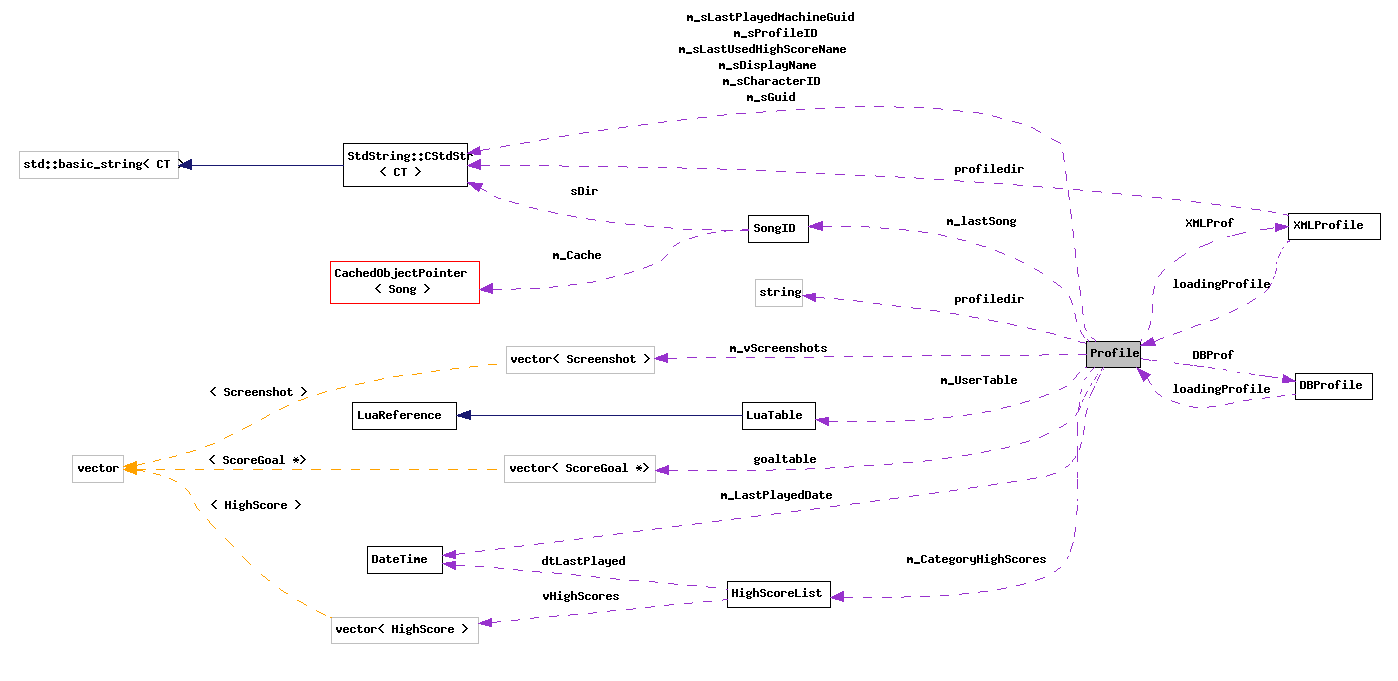 m_sLastPlayedMachineGuid
m_sProfileID
m_sLastUsedHighScoreName
m_sDisplayName
m_sCharacterID
m_sGuid
std::basic_string< CT >
StdString::CStdStr
< CT >
profiledir
sDir
m_lastSong
XMLProf
XMLProfile
SongID
m_Cache
CachedObjectPointer
< Song >
loadingProfile
string
profiledir
m_vScreenshots
vector< Screenshot >
Profile
DBProf
m_UserTable
loadingProfile
DBProfile
< Screenshot >
LuaReference
LuaTable
< ScoreGoal *>
vector
vector< ScoreGoal *>
goaltable
< HighScore >
m_LastPlayedDate
DateTime
dtLastPlayed
m_CategoryHighScores
vHighScores
HighScoreList
vector< HighScore >